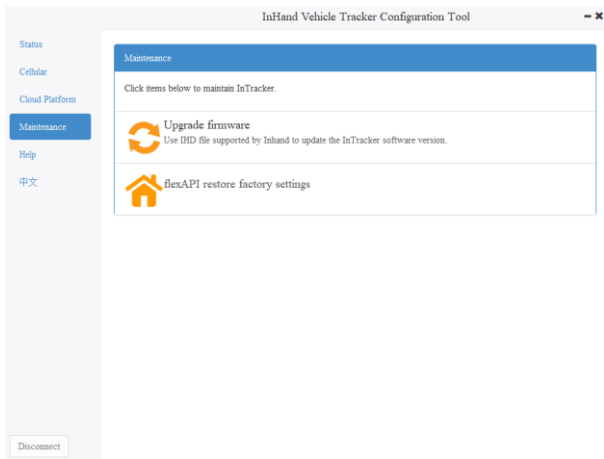 InHand Vehicle Tracker Configuration Tool
Status
Cellular
Cloud Platform
Maintenance
Help
中文
Maintenance
Click items below to maintain InTracker.
Upgrade firmware
Use IHD file supported by Inhand to update the InTracker software version.
flexAPI restore factory settings
Disconnect